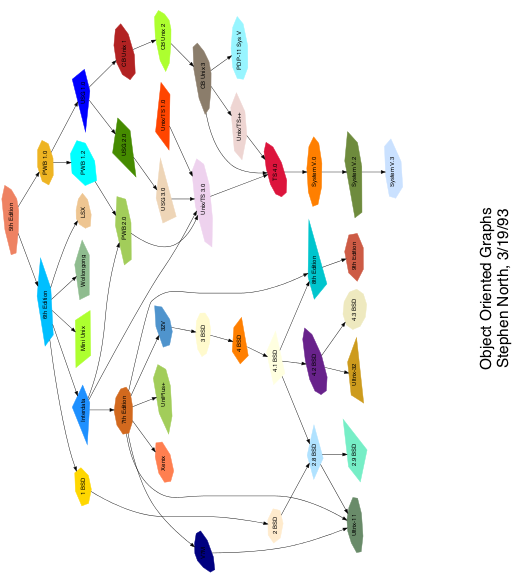 5th Edition
6th Edition
PWB 1.0
PWB 1.2
LSX
Wollongong
Mini Unix
Interdata
1 BSD
CB Unix 1
USG 2.0
PWB 2.0
7th Edition
CB Unix 2
Unix/TS 1.0
USG 3.0
32V
UniPlus+
Xenix
CB Unix 3
Unix/TS 3.0
3 BSD
PDP-11 Sys V
Unix/TS++
4 BSD
TS 4.0
4.1 BSD
2 BSD
System V.0
8th Edition
4.2 BSD
2.8 BSD
System V.2
9th Edition
4.3 BSD
Ultrix-32
2.9 BSD
Ultrix-11
System V.3
Object Oriented Graphs
Stephen North, 3/19/93